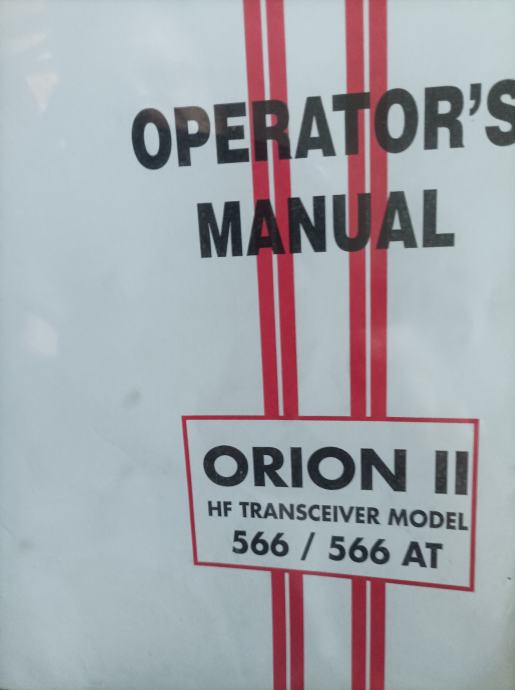 OPERATOR'S
MANUAL
ORION II
HF TRANSCEIVER MODEL
566 / 566 AT